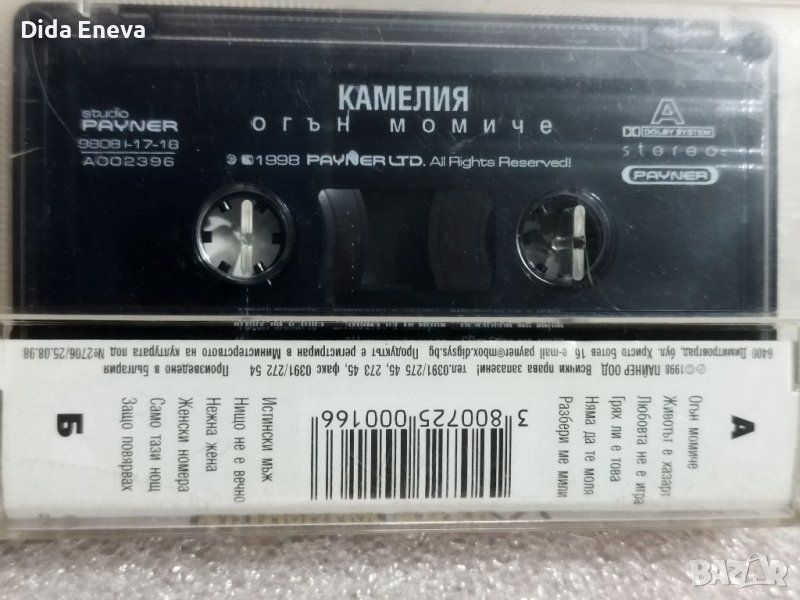 Dida Eneva
КАМЕЛИЯ
огън момиче
studio
PAYNER
9808 I-17-18
A002396
℗ © 1998 PAYNER LTD. All Rights Reserved!
A
DOLBY SYSTEM
stereo
PAYNER
А
Огън момиче
Животът е хазарт
Любовта не е игра
Грях ли е това
Няма да те моля
Разбери ме мили
3 800725 000166
Истински мъж
Нищо не е вечно
Нежна жена
Женски номера
Само тази нощ
Защо повярвах
Б
©℗ 1998 ПАЙНЕР ООД Всички права запазени! тел.0391/275 45, 273 45, факс 0391/272 54 Произведено в България
6400 Димитровград, бул. Христо Ботев 16 e-mail payner@mbox.digsys.bg Продуктът е регистриран в Министерството на културата под №2706/25.08.98
BAZAR